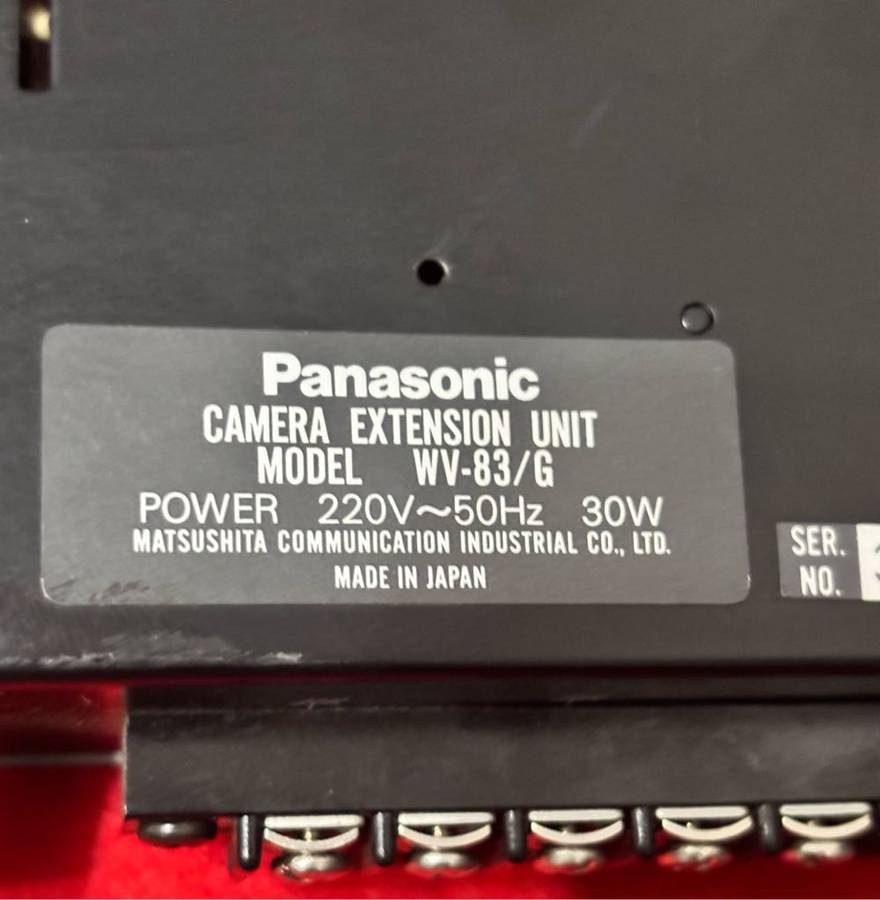 Panasonic
CAMERA EXTENSION UNIT
MODEL WV-83/G
POWER 220V~50Hz 30W
MATSUSHITA COMMUNICATION INDUSTRIAL CO., LTD.
MADE IN JAPAN
SER.
NO.